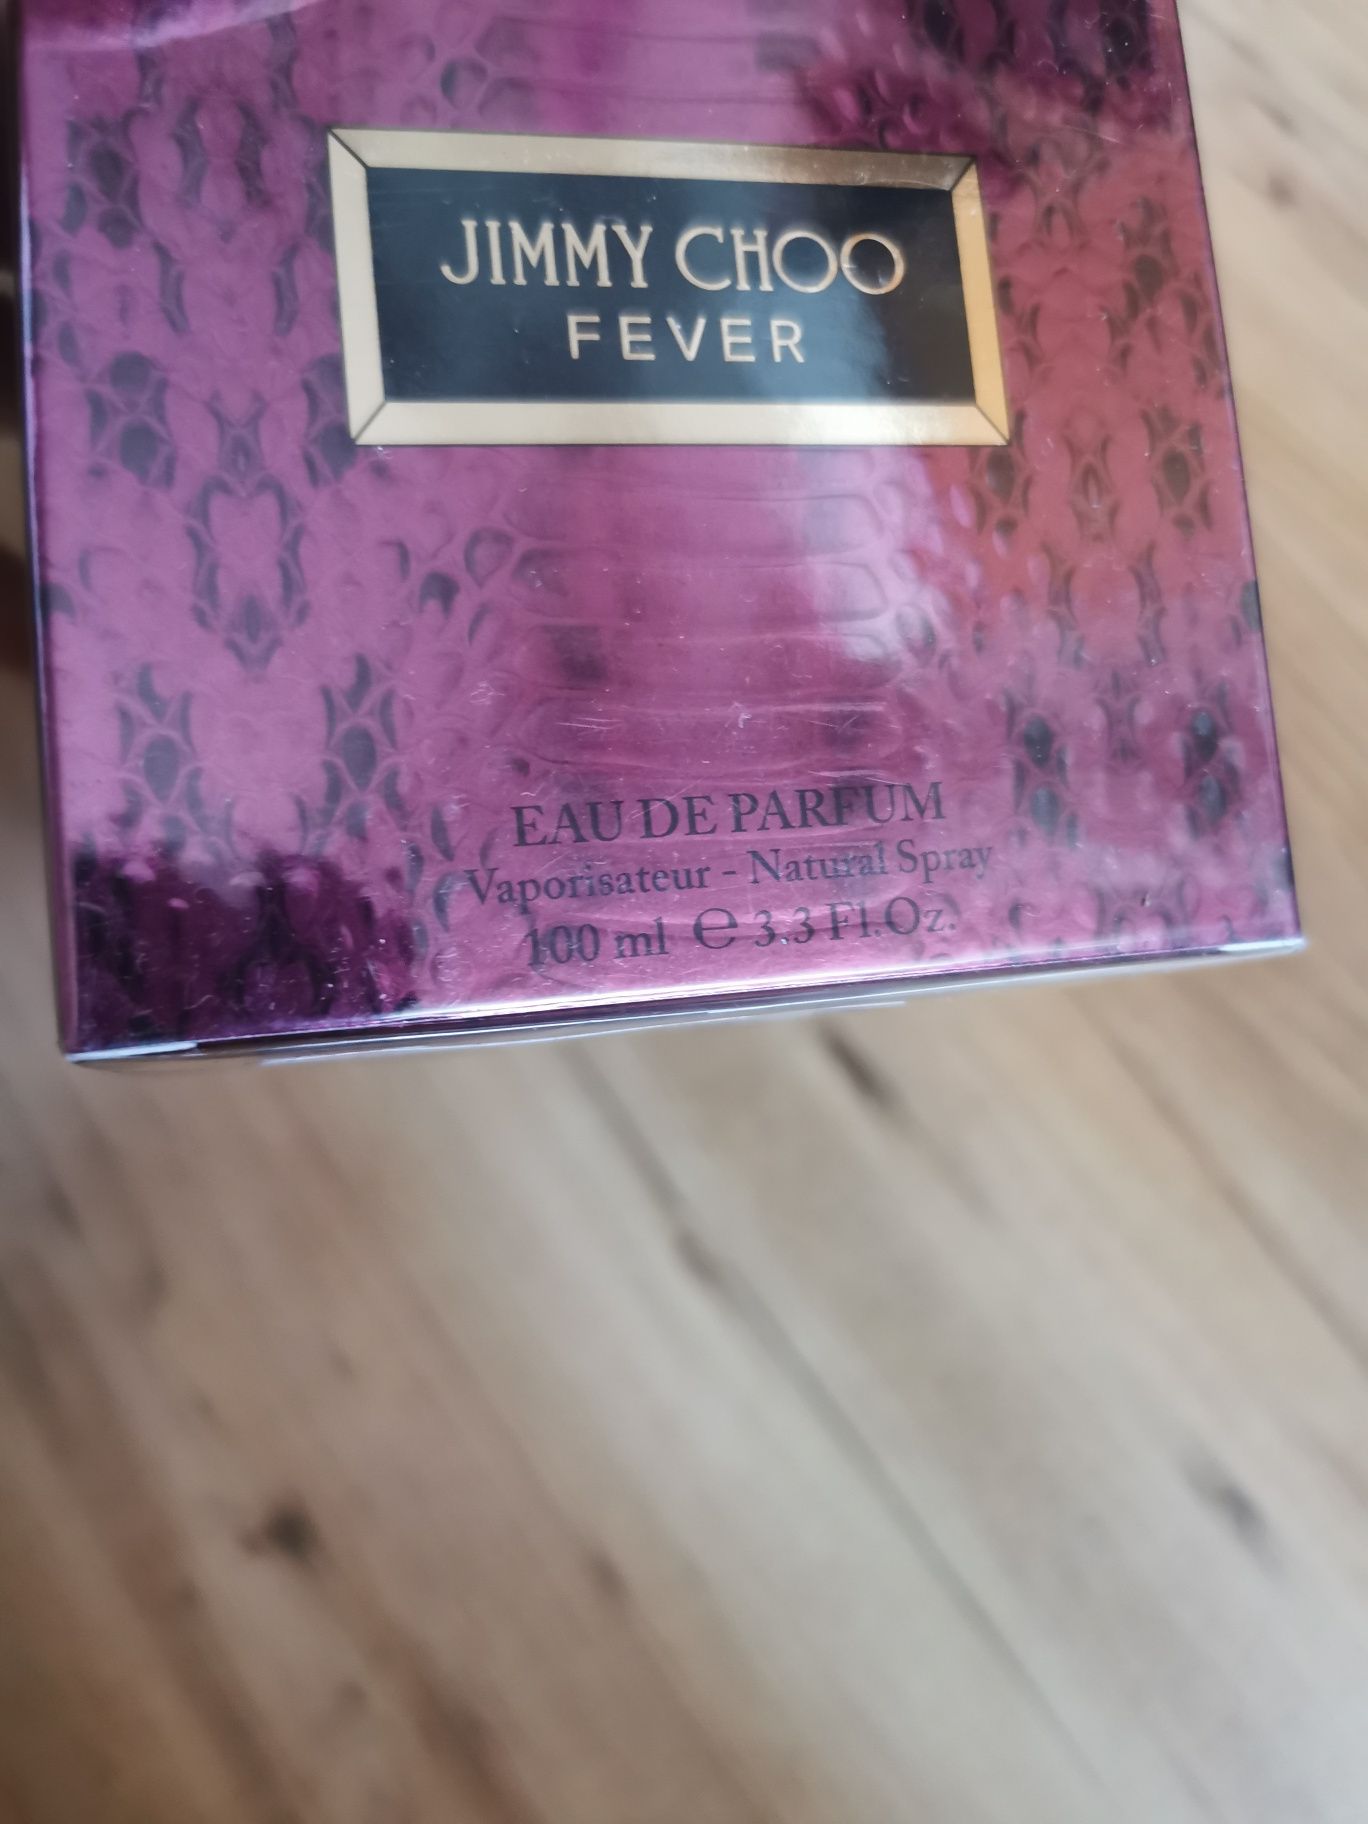 JIMMY CHOO
FEVER
EAU DE PARFUM
Vaporisateur - Natural Spray
100 ml ℮ 3.3 Fl.Oz.